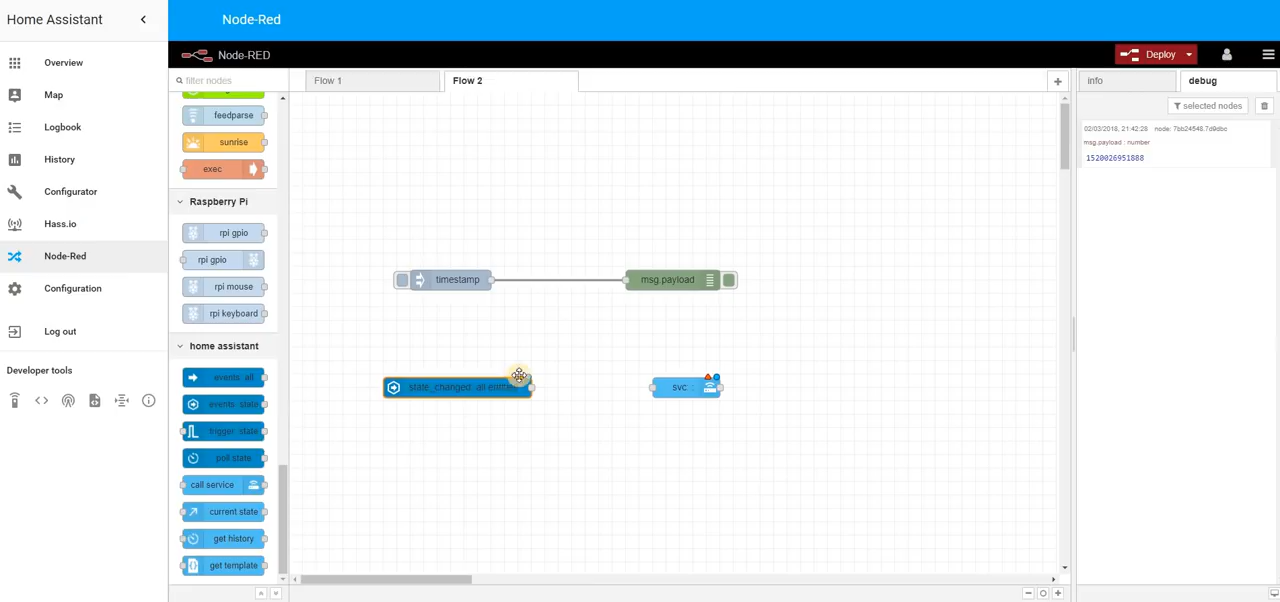 Home Assistant
Node-Red
Node-RED
Deploy
Overview
Map
Logbook
History
Configurator
Hass.io
Node-Red
Configuration
Log out
Developer tools
filter nodes
feedparse
sunrise
exec
Raspberry Pi
rpi gpio
rpi gpio
rpi mouse
rpi keyboard
home assistant
events: all
events: state
trigger: state
poll state
call service
current state
get history
get template
Flow 1
Flow 2
timestamp
msg.payload
state_changed: all entities
svc: :
info
debug
selected nodes
02/03/2018, 21:42:28 node: 7bb24548.7d9dbc
msg.payload : number
1520026951888